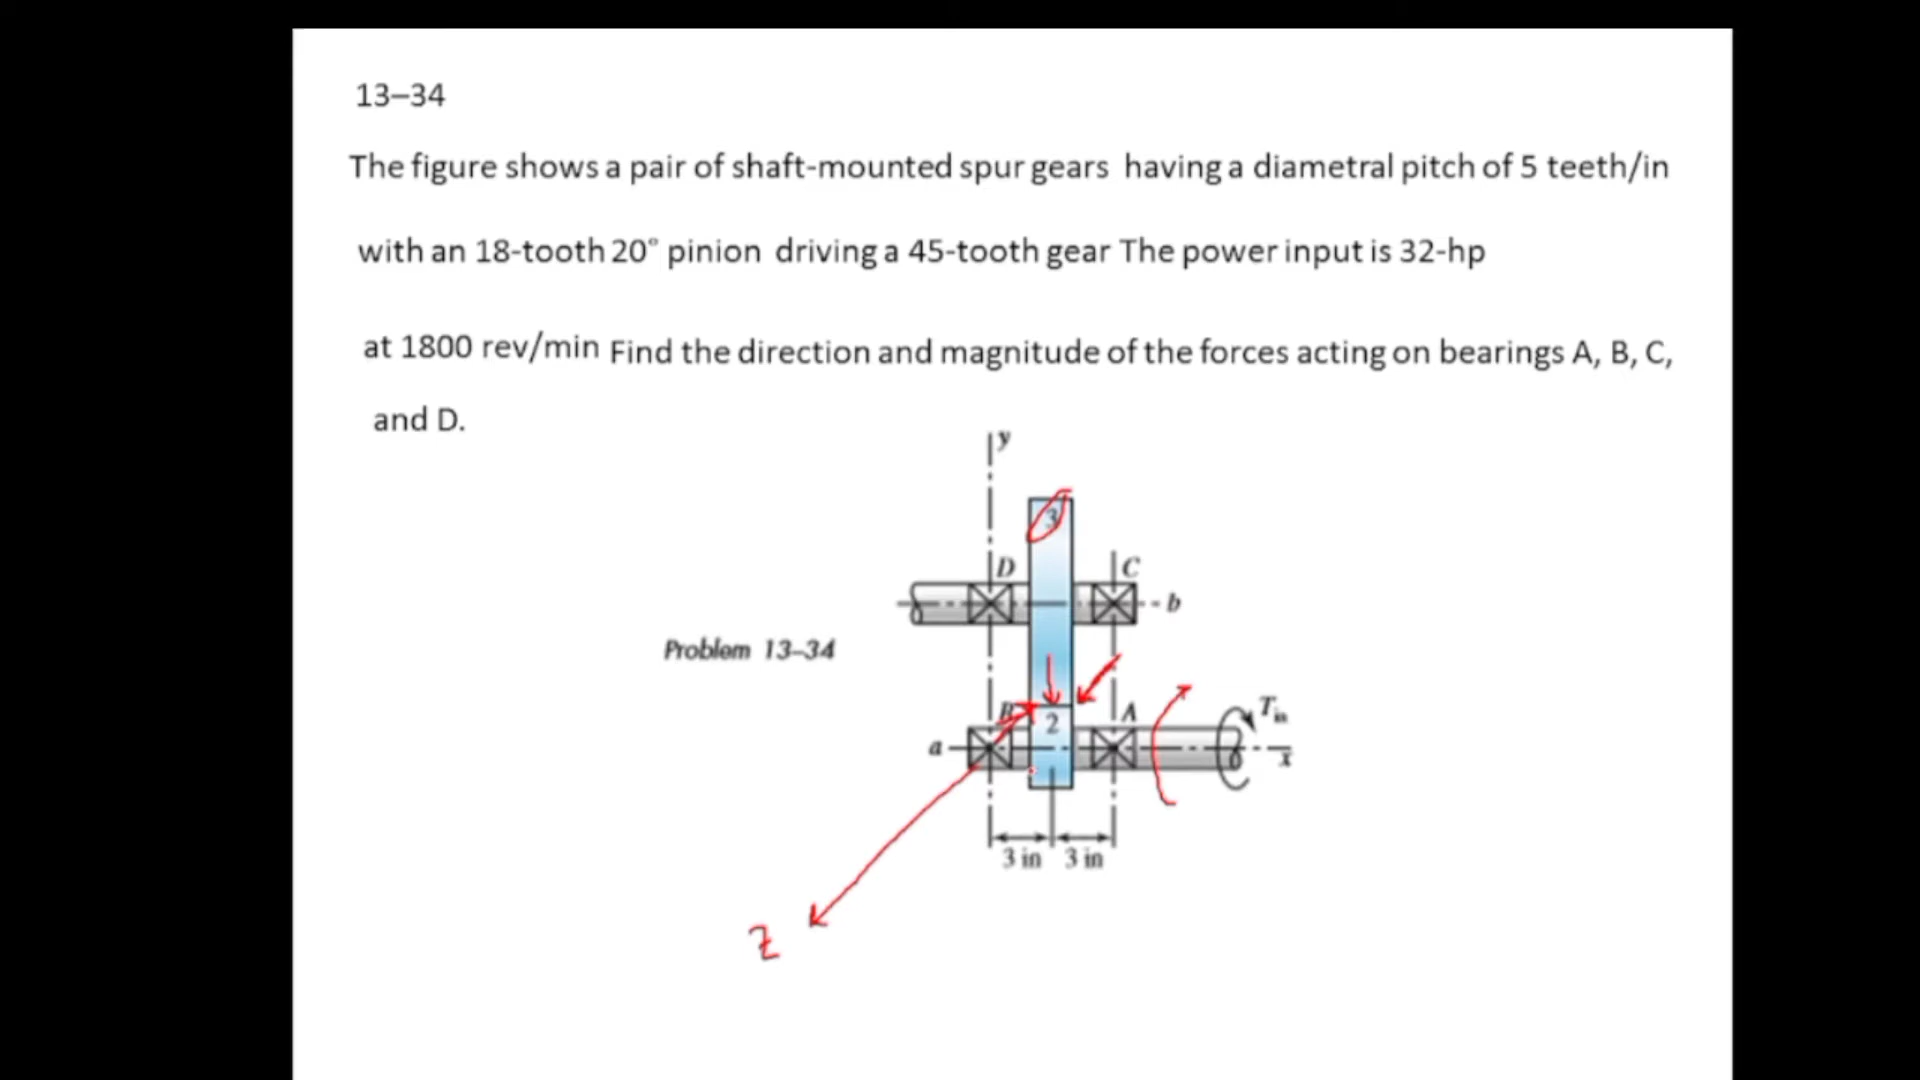 13–34
The figure shows a pair of shaft-mounted spur gears having a diametral pitch of 5 teeth/in
with an 18-tooth 20° pinion driving a 45-tooth gear The power input is 32-hp
at 1800 rev/min Find the direction and magnitude of the forces acting on bearings A, B, C,
and D.
y
3
D C
b
Problem 13–34
B 2 A T_in
a x
3 in 3 in
z